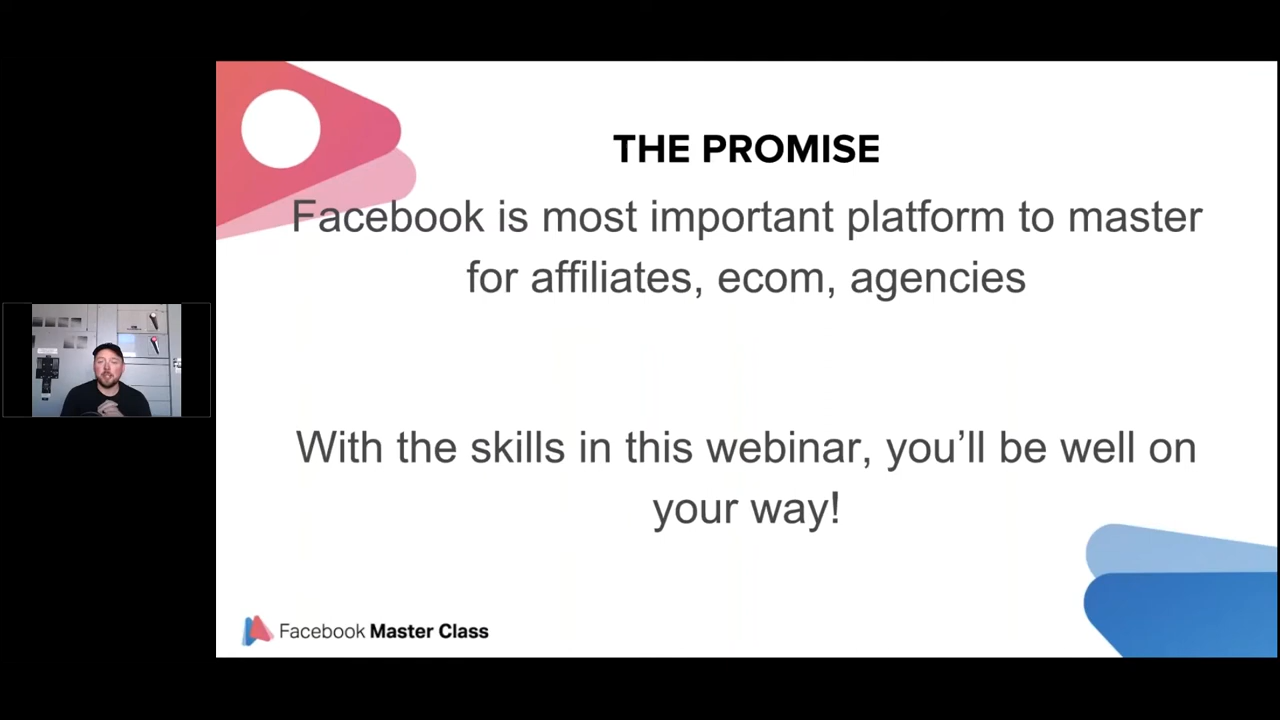 THE PROMISE
Facebook is most important platform to master
for affiliates, ecom, agencies
With the skills in this webinar, you’ll be well on
your way!
Facebook Master Class